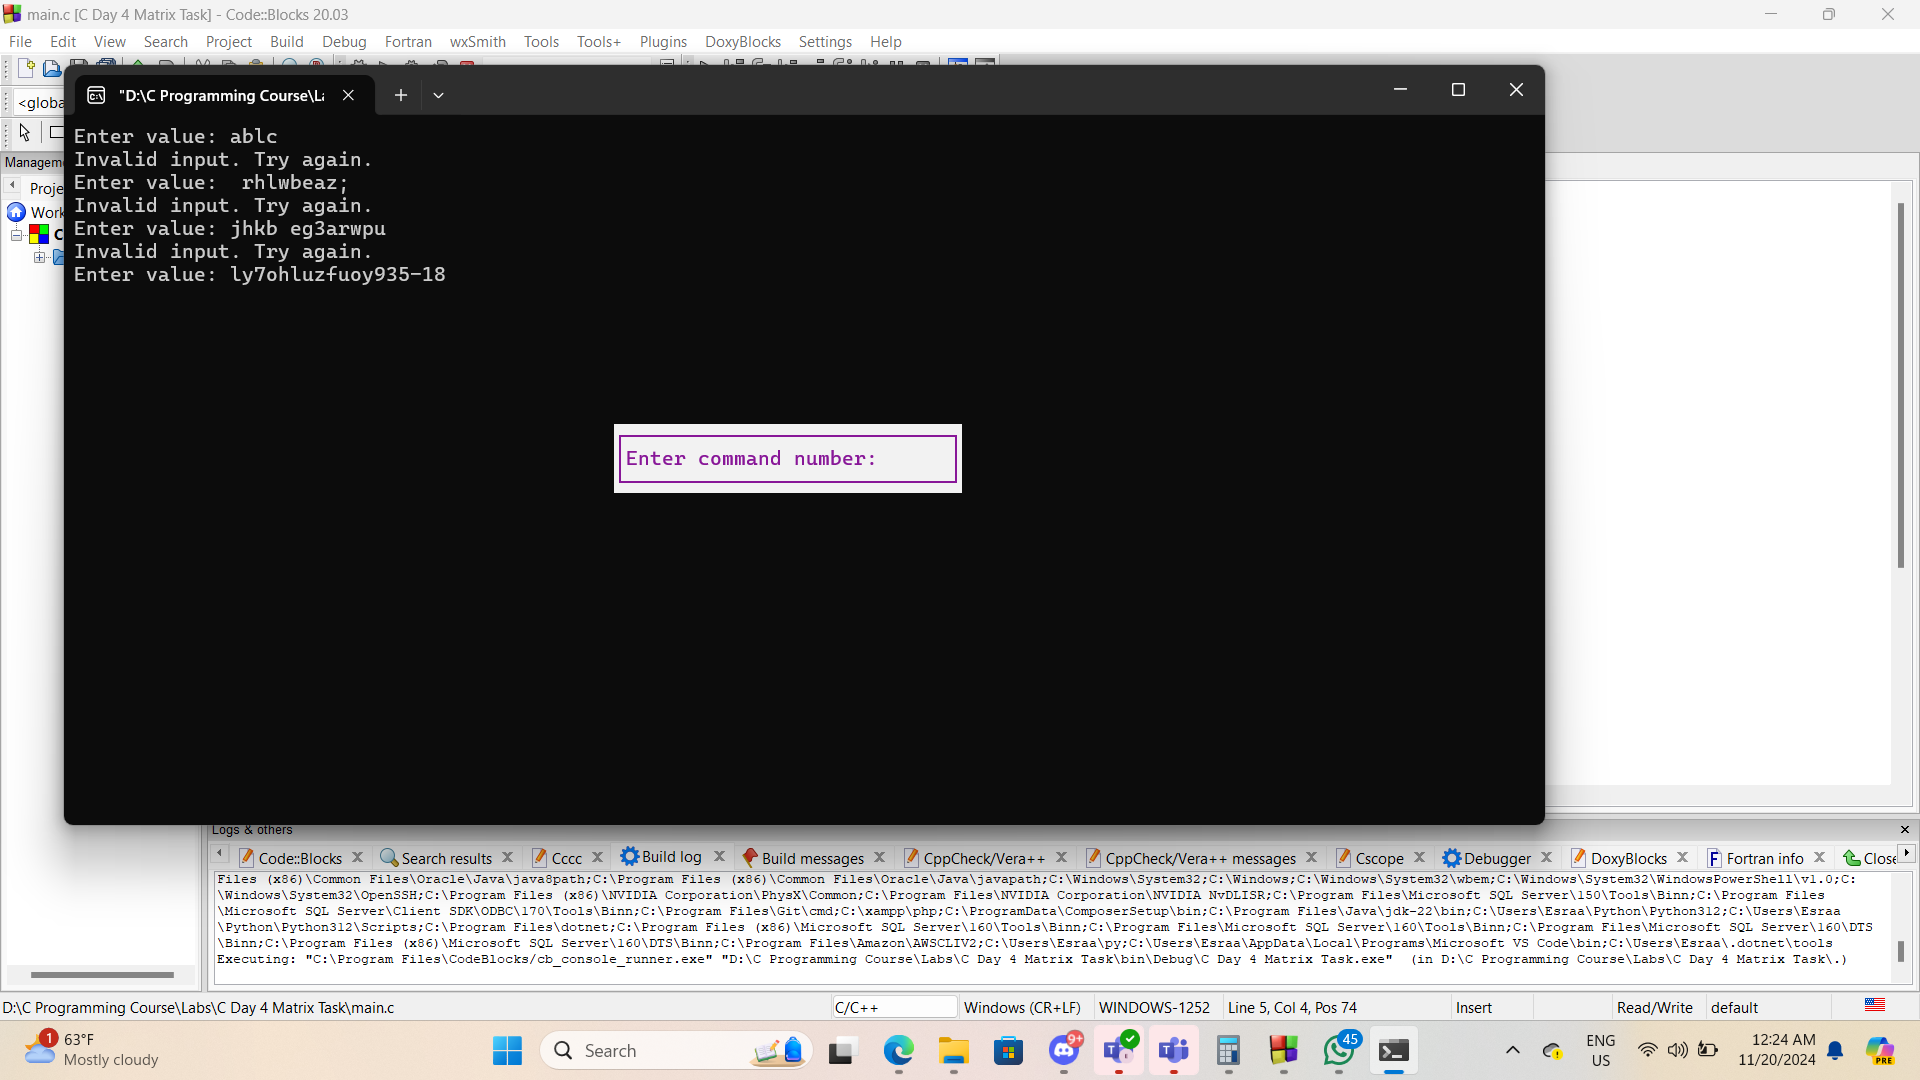 main.c [C Day 4 Matrix Task] - Code::Blocks 20.03
File Edit View Search Project Build Debug Fortran wxSmith Tools Tools+ Plugins DoxyBlocks Settings Help
"D:\C Programming Course\L
<globa
Enter value: ablc
Invalid input. Try again.
Enter value:  rhlwbeaz;
Invalid input. Try again.
Enter value: jhkb eg3arwpu
Invalid input. Try again.
Enter value: ly7ohluzfuoy935-18
Managem
Proje
Work
C
Enter command number:
Logs & others
Code::Blocks Search results Cccc Build log Build messages CppCheck/Vera++ CppCheck/Vera++ messages Cscope Debugger DoxyBlocks Fortran info Close
Files (x86)\Common Files\Oracle\Java\java8path;C:\Program Files (x86)\Common Files\Oracle\Java\javapath;C:\Windows\System32;C:\Windows;C:\Windows\System32\wbem;C:\Windows\System32\WindowsPowerShell\v1.0;C:
\Windows\System32\OpenSSH;C:\Program Files (x86)\NVIDIA Corporation\PhysX\Common;C:\Program Files\NVIDIA Corporation\NVIDIA NvDLISR;C:\Program Files\Microsoft SQL Server\150\Tools\Binn;C:\Program Files
\Microsoft SQL Server\Client SDK\ODBC\170\Tools\Binn;C:\Program Files\Git\cmd;C:\xampp\php;C:\ProgramData\ComposerSetup\bin;C:\Program Files\Java\jdk-22\bin;C:\Users\Esraa\Python\Python312;C:\Users\Esraa
\Python\Python312\Scripts;C:\Program Files\dotnet;C:\Program Files (x86)\Microsoft SQL Server\160\Tools\Binn;C:\Program Files\Microsoft SQL Server\160\Tools\Binn;C:\Program Files\Microsoft SQL Server\160\DTS
\Binn;C:\Program Files (x86)\Microsoft SQL Server\160\DTS\Binn;C:\Program Files\Amazon\AWSCLIV2;C:\Users\Esraa\py;C:\Users\Esraa\AppData\Local\Programs\Microsoft VS Code\bin;C:\Users\Esraa\.dotnet\tools
Executing: "C:\Program Files\CodeBlocks/cb_console_runner.exe" "D:\C Programming Course\Labs\C Day 4 Matrix Task\bin\Debug\C Day 4 Matrix Task.exe"  (in D:\C Programming Course\Labs\C Day 4 Matrix Task\.)
D:\C Programming Course\Labs\C Day 4 Matrix Task\main.c C/C++ Windows (CR+LF) WINDOWS-1252 Line 5, Col 4, Pos 74 Insert Read/Write default
1 63°F
Mostly cloudy
Search
9+
45
ENG
US
12:24 AM
11/20/2024
PRE